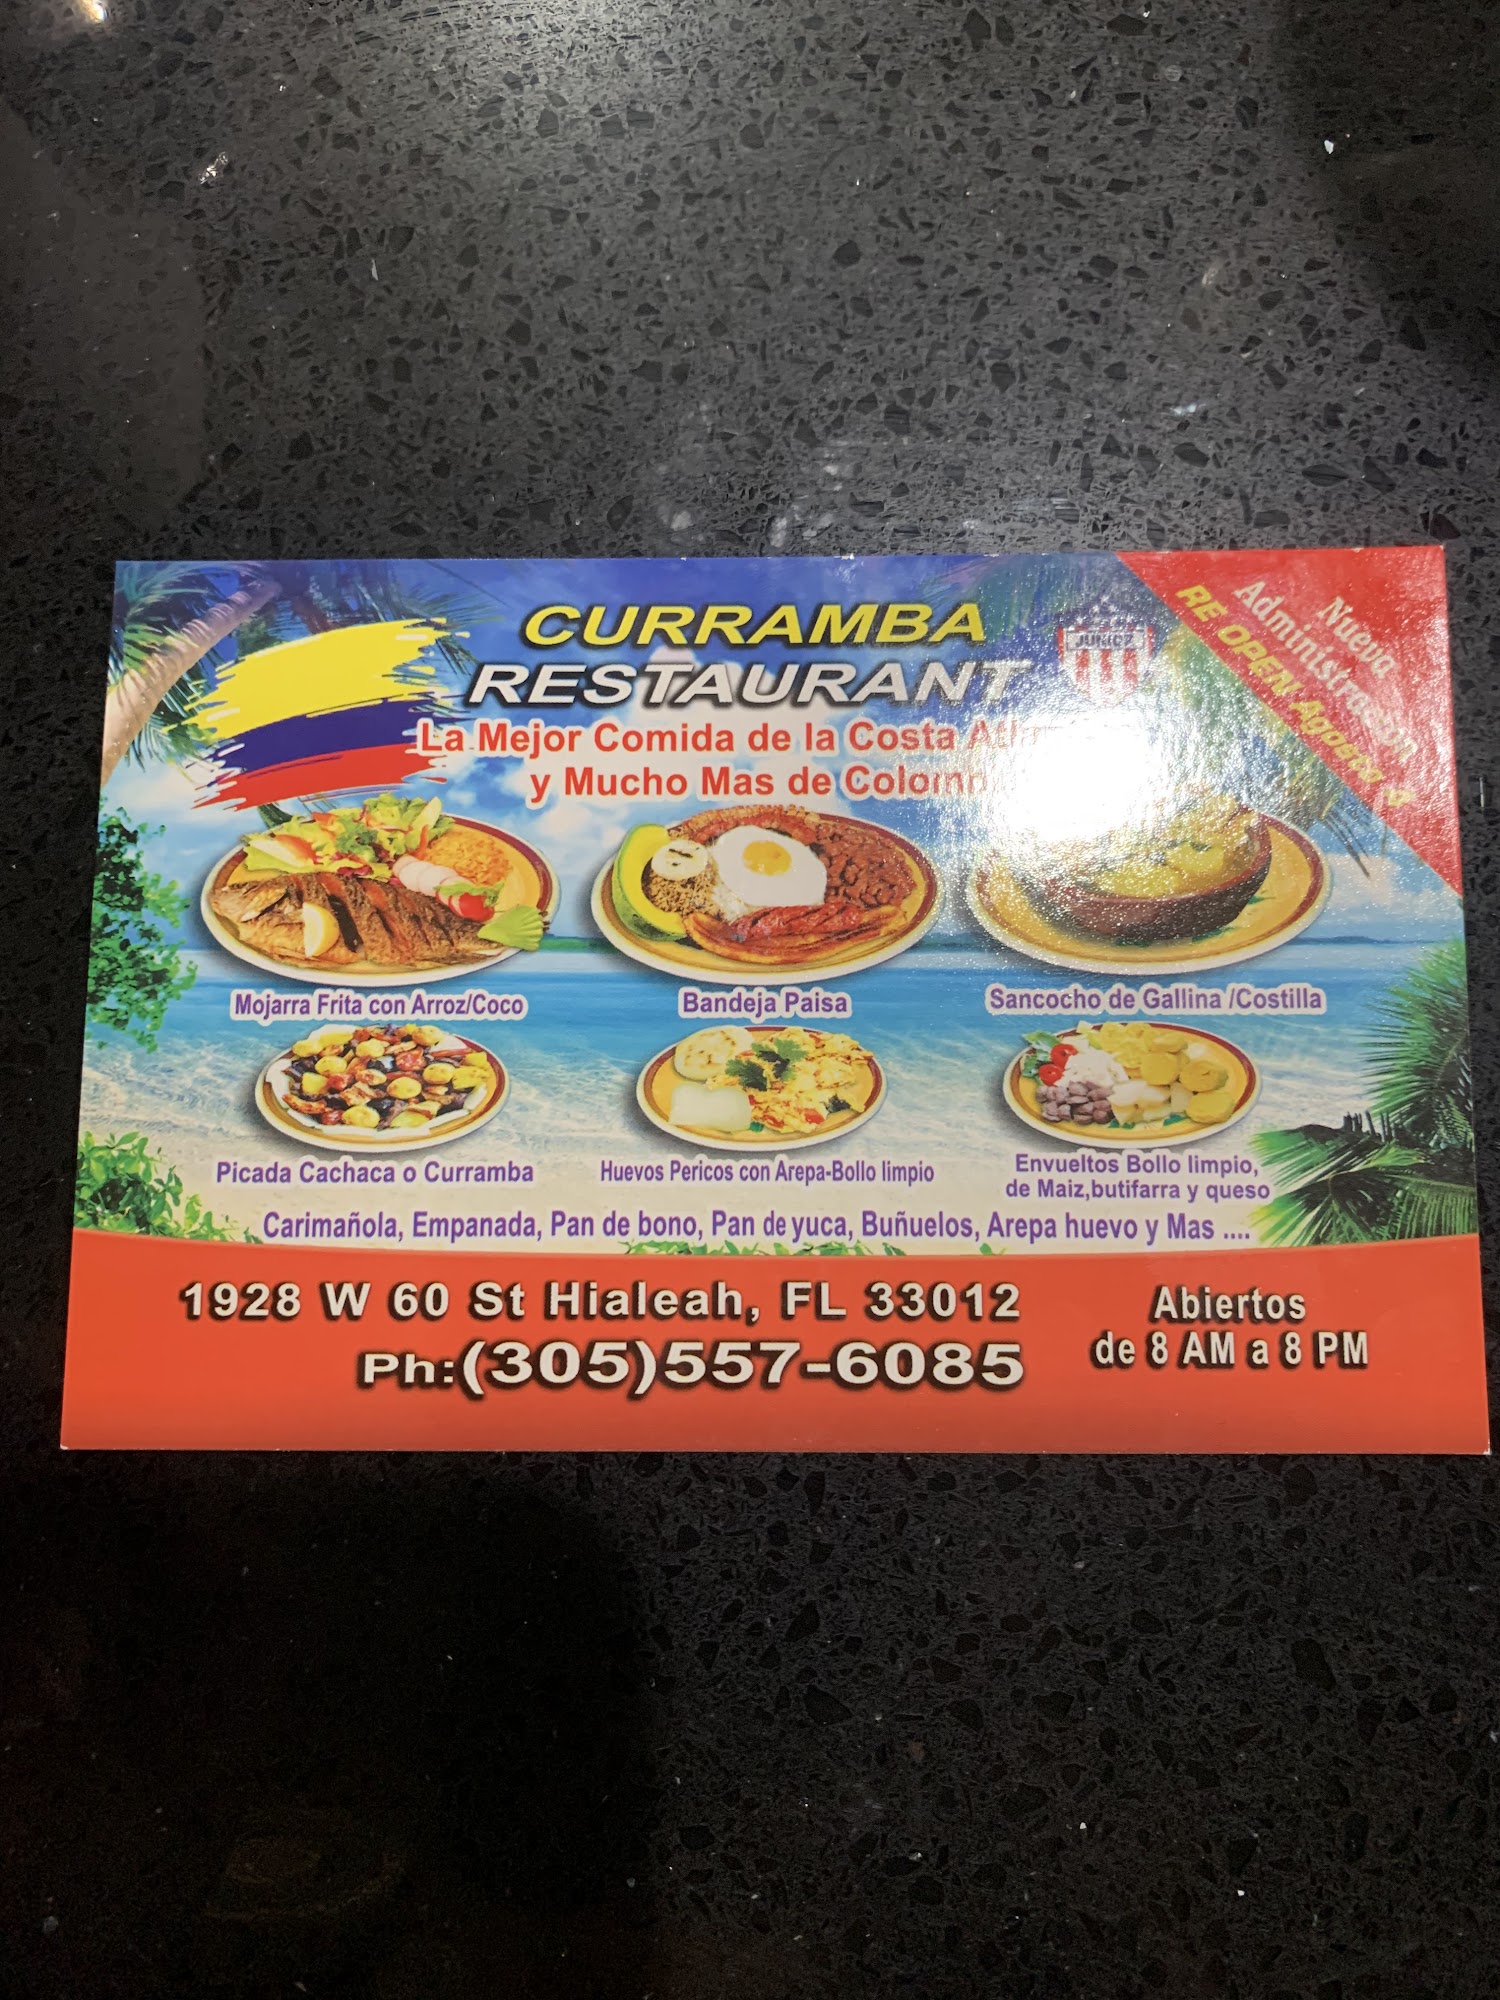 CURRAMBA
RESTAURANT
JUNIOR
Nueva
Administración
RE OPEN Agosto
La Mejor Comida de la Costa
y Mucho Mas de
Mojarra Frita con Arroz/Coco
Bandeja Paisa
Sancocho de Gallina /Costilla
Picada Cachaca o Curramba
Huevos Pericos con Arepa-Bollo limpio
Envueltos Bollo limpio,
de Maiz,butifarra y queso
Carimañola, Empanada, Pan de bono, Pan de yuca, Buñuelos, Arepa huevo y Mas ....
1928 W 60 St Hialeah, FL 33012
Ph:(305)557-6085
Abiertos
de 8 AM a 8 PM